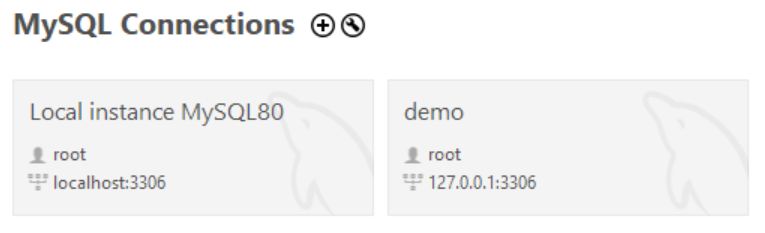 MySQL Connections
Local instance MySQL80
root
localhost:3306
demo
root
127.0.0.1:3306